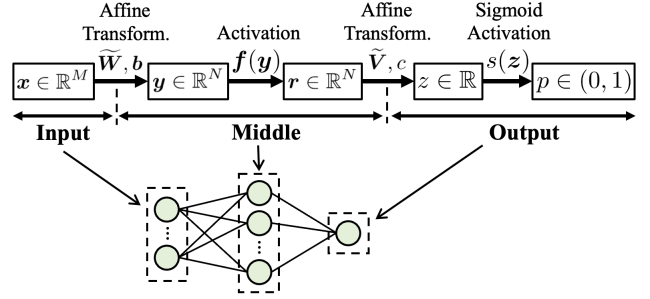 Affine Transform.
Activation
Affine Transform.
Sigmoid Activation
W̃, b
f(y)
Ṽ, c
s(z)
x ∈ ℝ^M
y ∈ ℝ^N
r ∈ ℝ^N
z ∈ ℝ
p ∈ (0, 1)
Input
Middle
Output